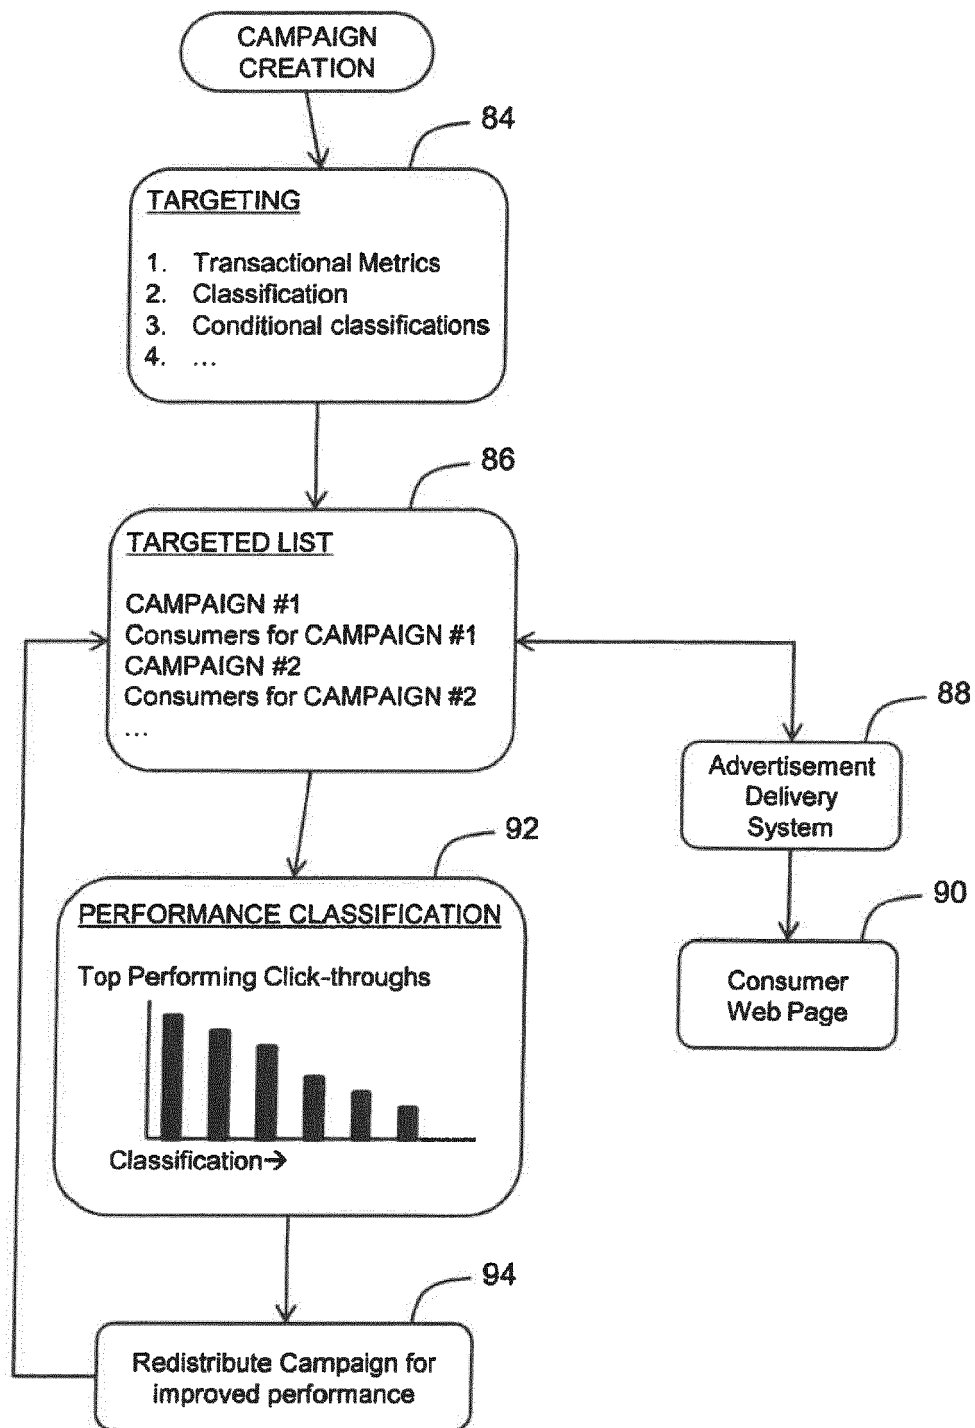 CAMPAIGN
CREATION
84
TARGETING
1. Transactional Metrics
2. Classification
3. Conditional classifications
4. ...
86
TARGETED LIST
CAMPAIGN #1
Consumers for CAMPAIGN #1
CAMPAIGN #2
Consumers for CAMPAIGN #2
...
88
Advertisement
Delivery
System
92
90
PERFORMANCE CLASSIFICATION
Top Performing Click-throughs
Classification→
Consumer
Web Page
94
Redistribute Campaign for
improved performance